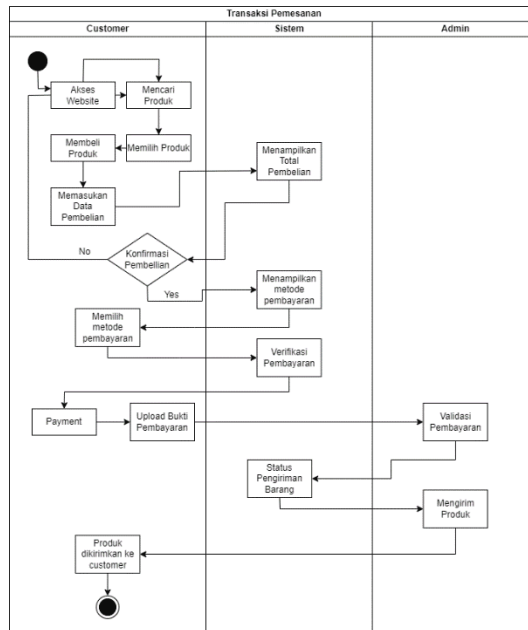 Transaksi Pemesanan
Customer
Sistem
Admin
Akses
Website
Mencari
Produk
Membeli
Produk
Memilih Produk
Menampilkan
Total
Pembelian
Memasukan
Data
Pembelian
No
Konfirmasi
Pembellian
Yes
Menampilkan
metode
pembayaran
Memilih
metode
pembayaran
Verifikasi
Pembayaran
Payment
Upload Bukti
Pembayaran
Validasi
Pembayaran
Status
Pengiriman
Barang
Mengirim
Produk
Produk
dikirimkan ke
customer